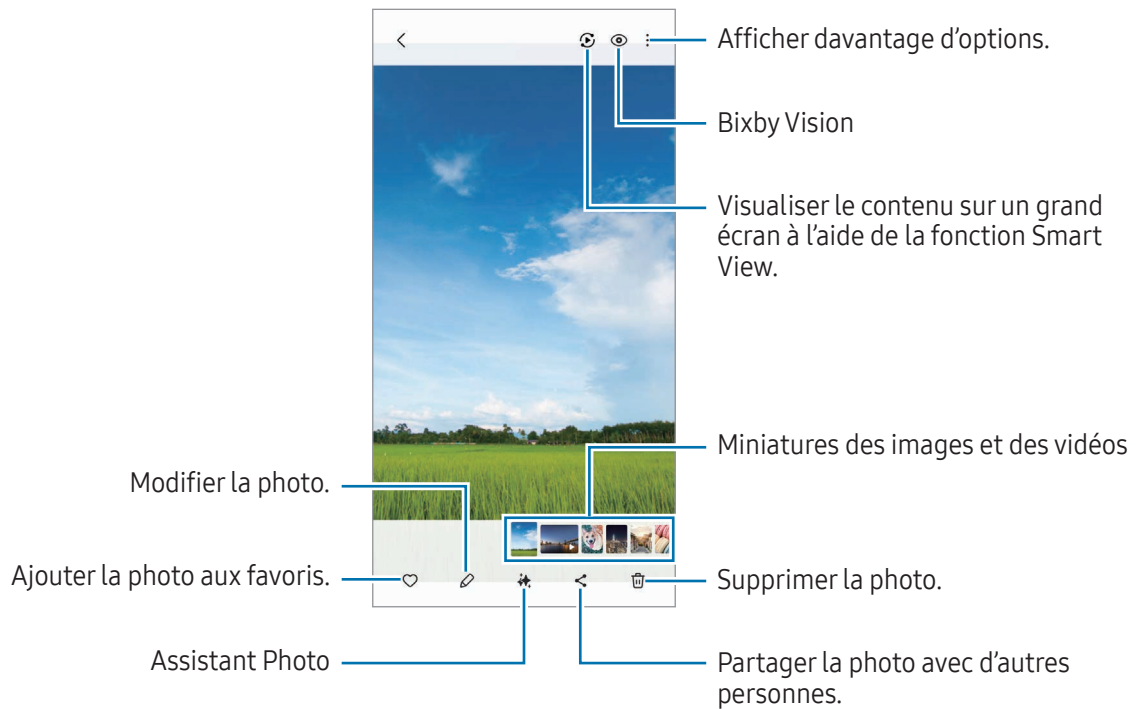 Afficher davantage d'options.
Bixby Vision
Visualiser le contenu sur un grand
écran à l'aide de la fonction Smart
View.
Miniatures des images et des vidéos
Modifier la photo.
Ajouter la photo aux favoris.
Supprimer la photo.
Assistant Photo
Partager la photo avec d'autres
personnes.